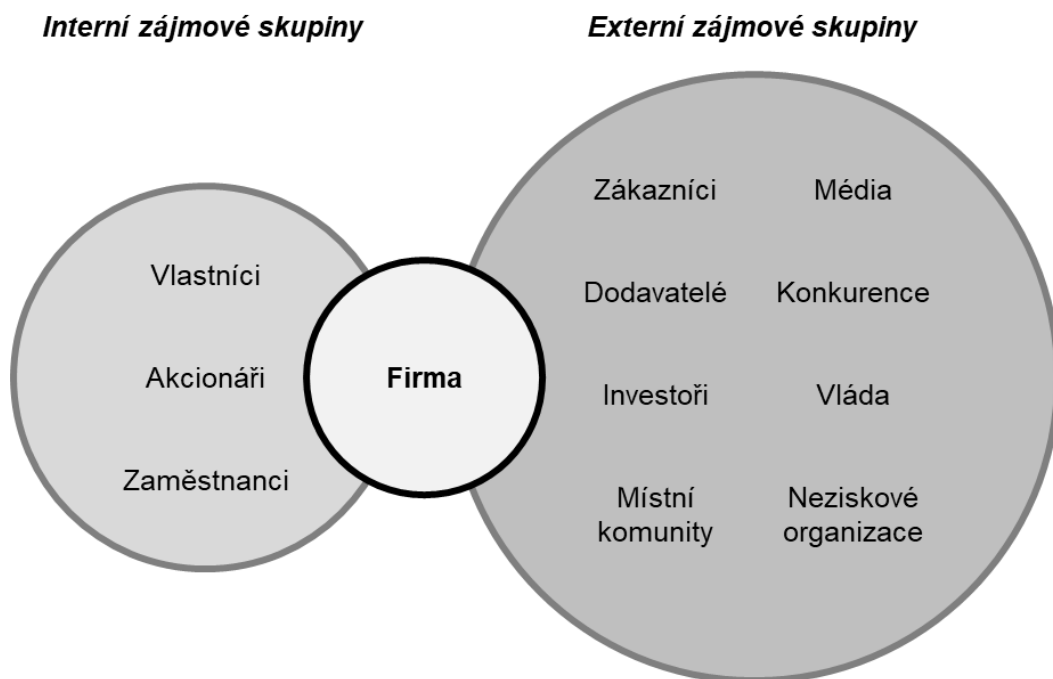 Interní zájmové skupiny
Externí zájmové skupiny
Vlastníci
Akcionáři
Zaměstnanci
Firma
Zákazníci
Média
Dodavatelé
Konkurence
Investoři
Vláda
Místní
komunity
Neziskové
organizace